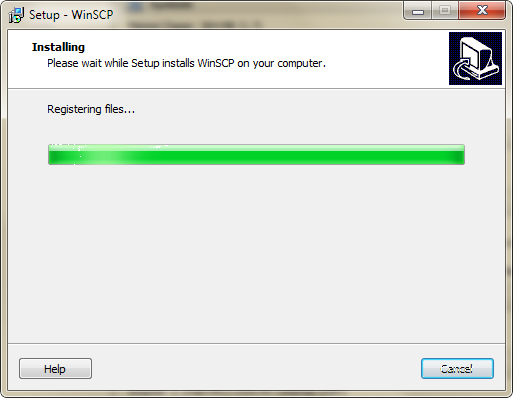 Setup - WinSCP
Installing
Please wait while Setup installs WinSCP on your computer.
Registering files...
Help
Cancel